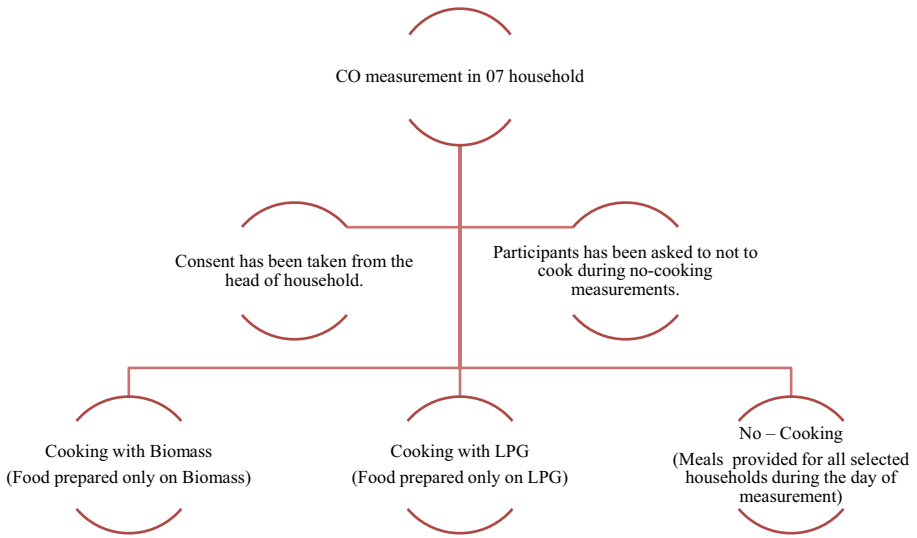 CO measurement in 07 household
Consent has been taken from the
head of household.
Participants has been asked to not to
cook during no-cooking
measurements.
Cooking with Biomass
(Food prepared only on Biomass)
Cooking with LPG
(Food prepared only on LPG)
No – Cooking
(Meals provided for all selected
households during the day of
measurement)